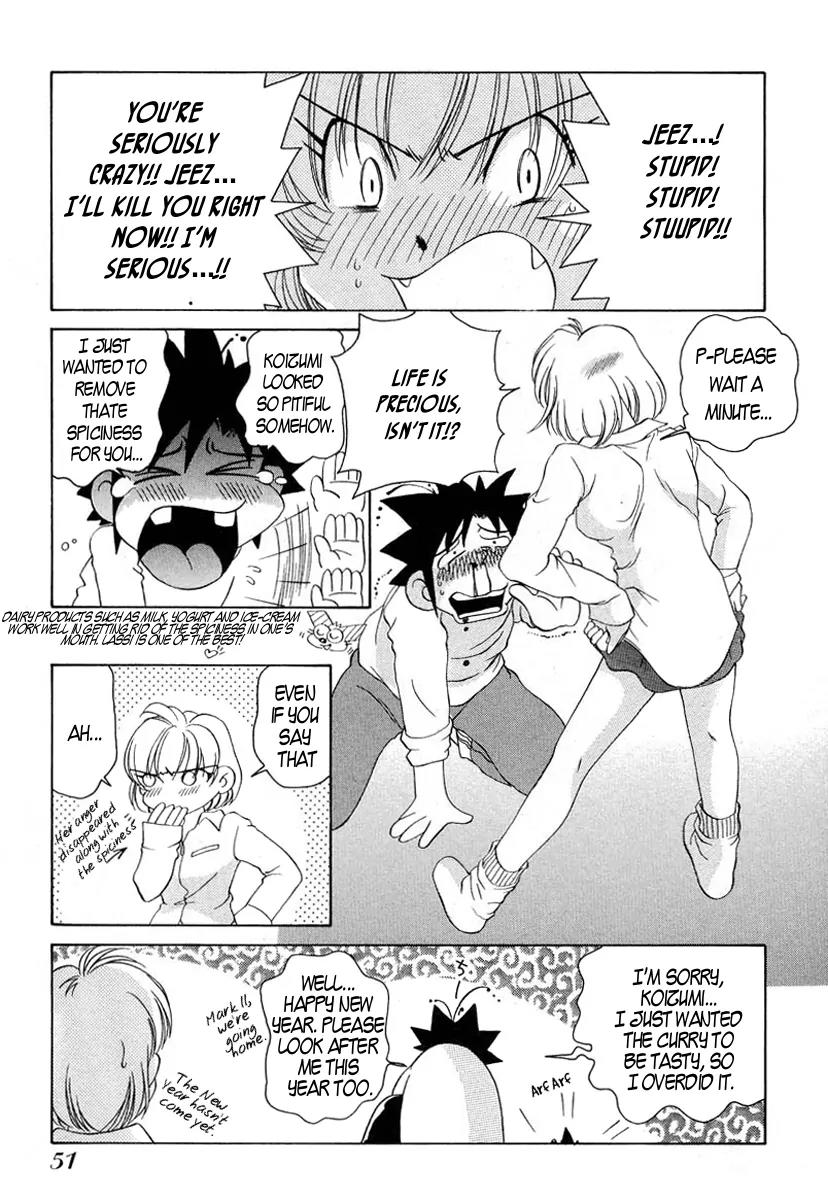 JEEZ...!
STUPID!
STUPID!
STUUPID!!
YOU'RE
SERIOUSLY
CRAZY!! JEEZ...
I'LL KILL YOU RIGHT
NOW!! I'M
SERIOUS...!!
P-PLEASE
WAIT A
MINUTE...
LIFE IS
PRECIOUS,
ISN'T IT!?
KOIZUMI
LOOKED
SO PITIFUL
SOMEHOW.
I JUST
WANTED TO
REMOVE
THATE
SPICINESS
FOR YOU...
DAIRY PRODUCTS SUCH AS MILK, YOGURT AND ICE-CREAM
WORK WELL IN GETTING RID OF THE SPICINESS IN ONE'S
MOUTH. LASSI IS ONE OF THE BEST!
EVEN
IF YOU
SAY
THAT
AH...
Her anger
disappeared
along with
the spiciness
I'M SORRY,
KOIZUMI...
I JUST WANTED
THE CURRY TO
BE TASTY, SO
I OVERDID IT.
Arf Arf
WELL...
HAPPY NEW
YEAR. PLEASE
LOOK AFTER
ME THIS
YEAR TOO.
Mark II,
we're
going
home.
The New
Year hasn't
come yet.
51